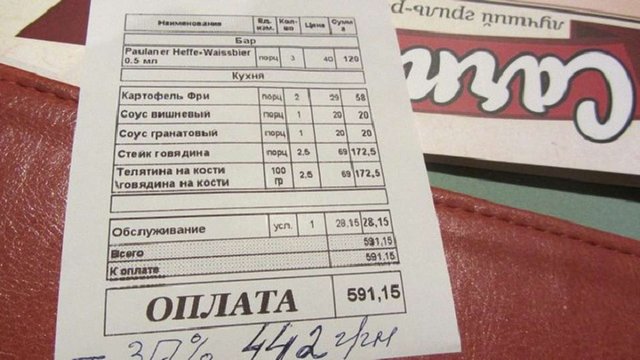 Наименование Ед. изм. Кол-во Цена Сумма
Бар
Paulaner Heffe-Waissbier 0.5 мл порц 3 40 120
Кухня
Картофель Фри порц 2 29 58
Соус вишневый порц 1 20 20
Соус гранатовый порц 1 20 20
Стейк говядина порц 2.5 69 172,5
Телятина на кости \говядина на кости 100 гр 2.5 69 172,5
Обслуживание усл. 1 28,15 28,15
Всего 591,15
К оплате 591,15
ОПЛАТА 591,15
- 30% 442 грн
лучший гриль-р
Carn